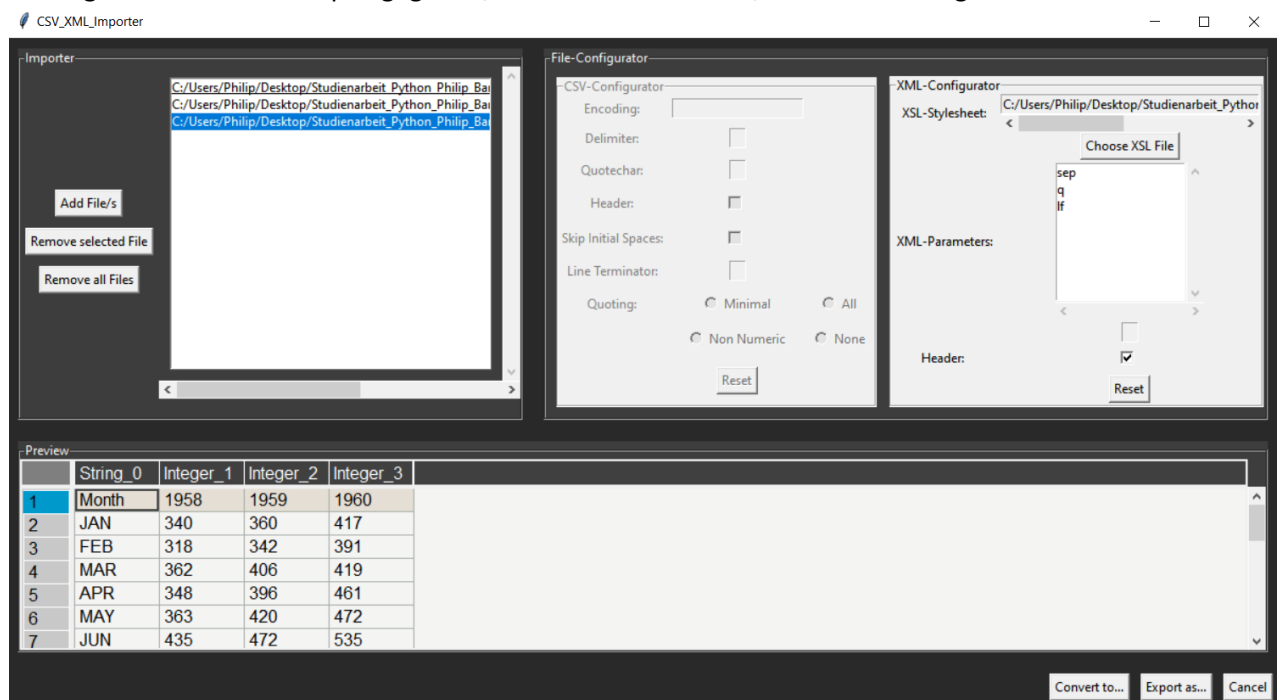 CSV_XML_Importer
Importer
C:/Users/Philip/Desktop/Studienarbeit_Python_Philip_Bar
C:/Users/Philip/Desktop/Studienarbeit_Python_Philip_Bar
C:/Users/Philip/Desktop/Studienarbeit_Python_Philip_Bar
Add File/s
Remove selected File
Remove all Files
File-Configurator
CSV-Configurator
Encoding:
Delimiter:
Quotechar:
Header:
Skip Initial Spaces:
Line Terminator:
Quoting:
Minimal
All
Non Numeric
None
Reset
XML-Configurator
XSL-Stylesheet:
C:/Users/Philip/Desktop/Studienarbeit_Python
Choose XSL File
XML-Parameters:
sep
q
lf
Header:
Reset
Preview
String_0 Integer_1 Integer_2 Integer_3
1 Month 1958 1959 1960
2 JAN 340 360 417
3 FEB 318 342 391
4 MAR 362 406 419
5 APR 348 396 461
6 MAY 363 420 472
7 JUN 435 472 535
Convert to... Export as... Cancel